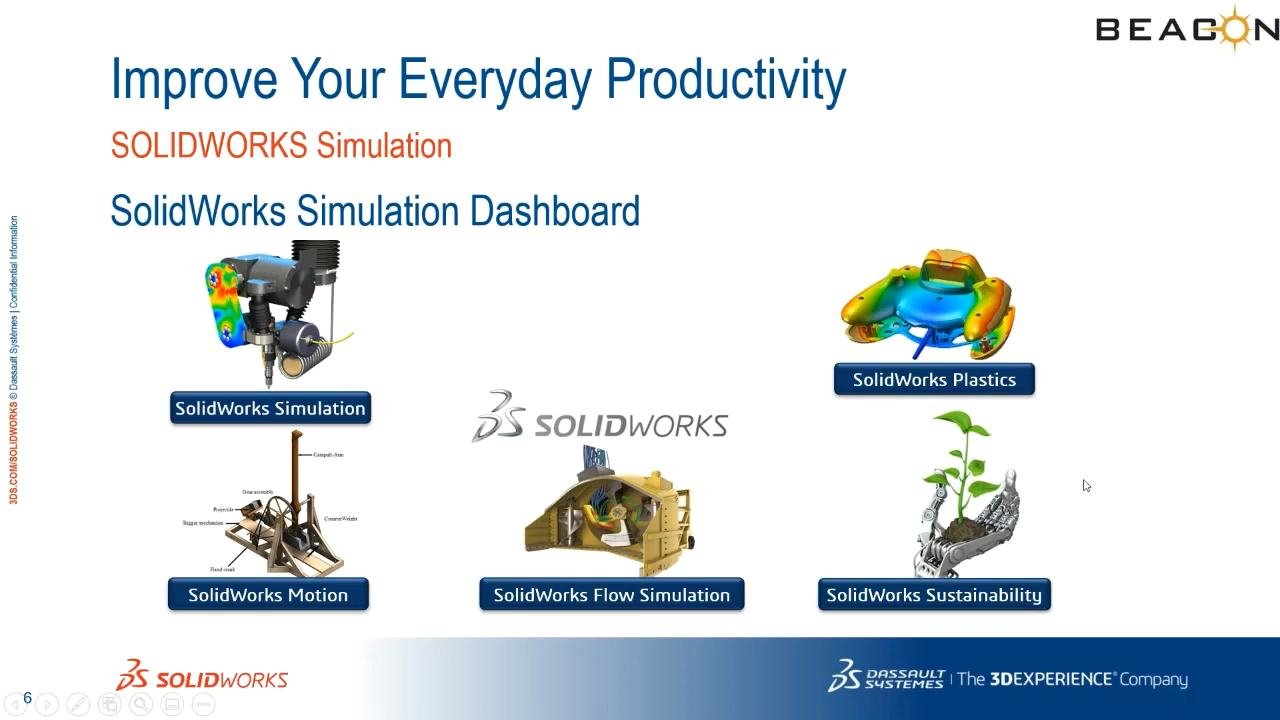 BEACON
Improve Your Everyday Productivity
SOLIDWORKS Simulation
SolidWorks Simulation Dashboard
3DS.COM/SOLIDWORKS © Dassault Systèmes | Confidential Information
SolidWorks Simulation
SolidWorks Plastics
SOLIDWORKS
Catapult-Arm
Gear assembly
Projectile
Trigger mechanism
CounterWeight
Hand crank
SolidWorks Motion
SolidWorks Flow Simulation
SolidWorks Sustainability
SOLIDWORKS
DASSAULT
SYSTEMES
The 3DEXPERIENCE® Company
6